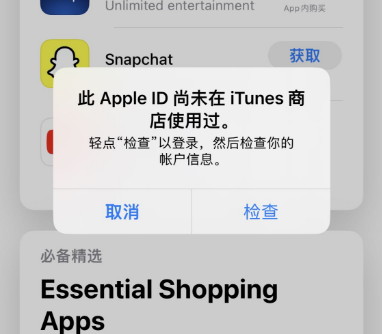 Unlimited entertainment
App内购买
Snapchat
获取
此 Apple ID 尚未在 iTunes 商
店使用过。
轻点“检查”以登录，然后检查你的
帐户信息。
取消
检查
必备精选
Essential Shopping
Apps